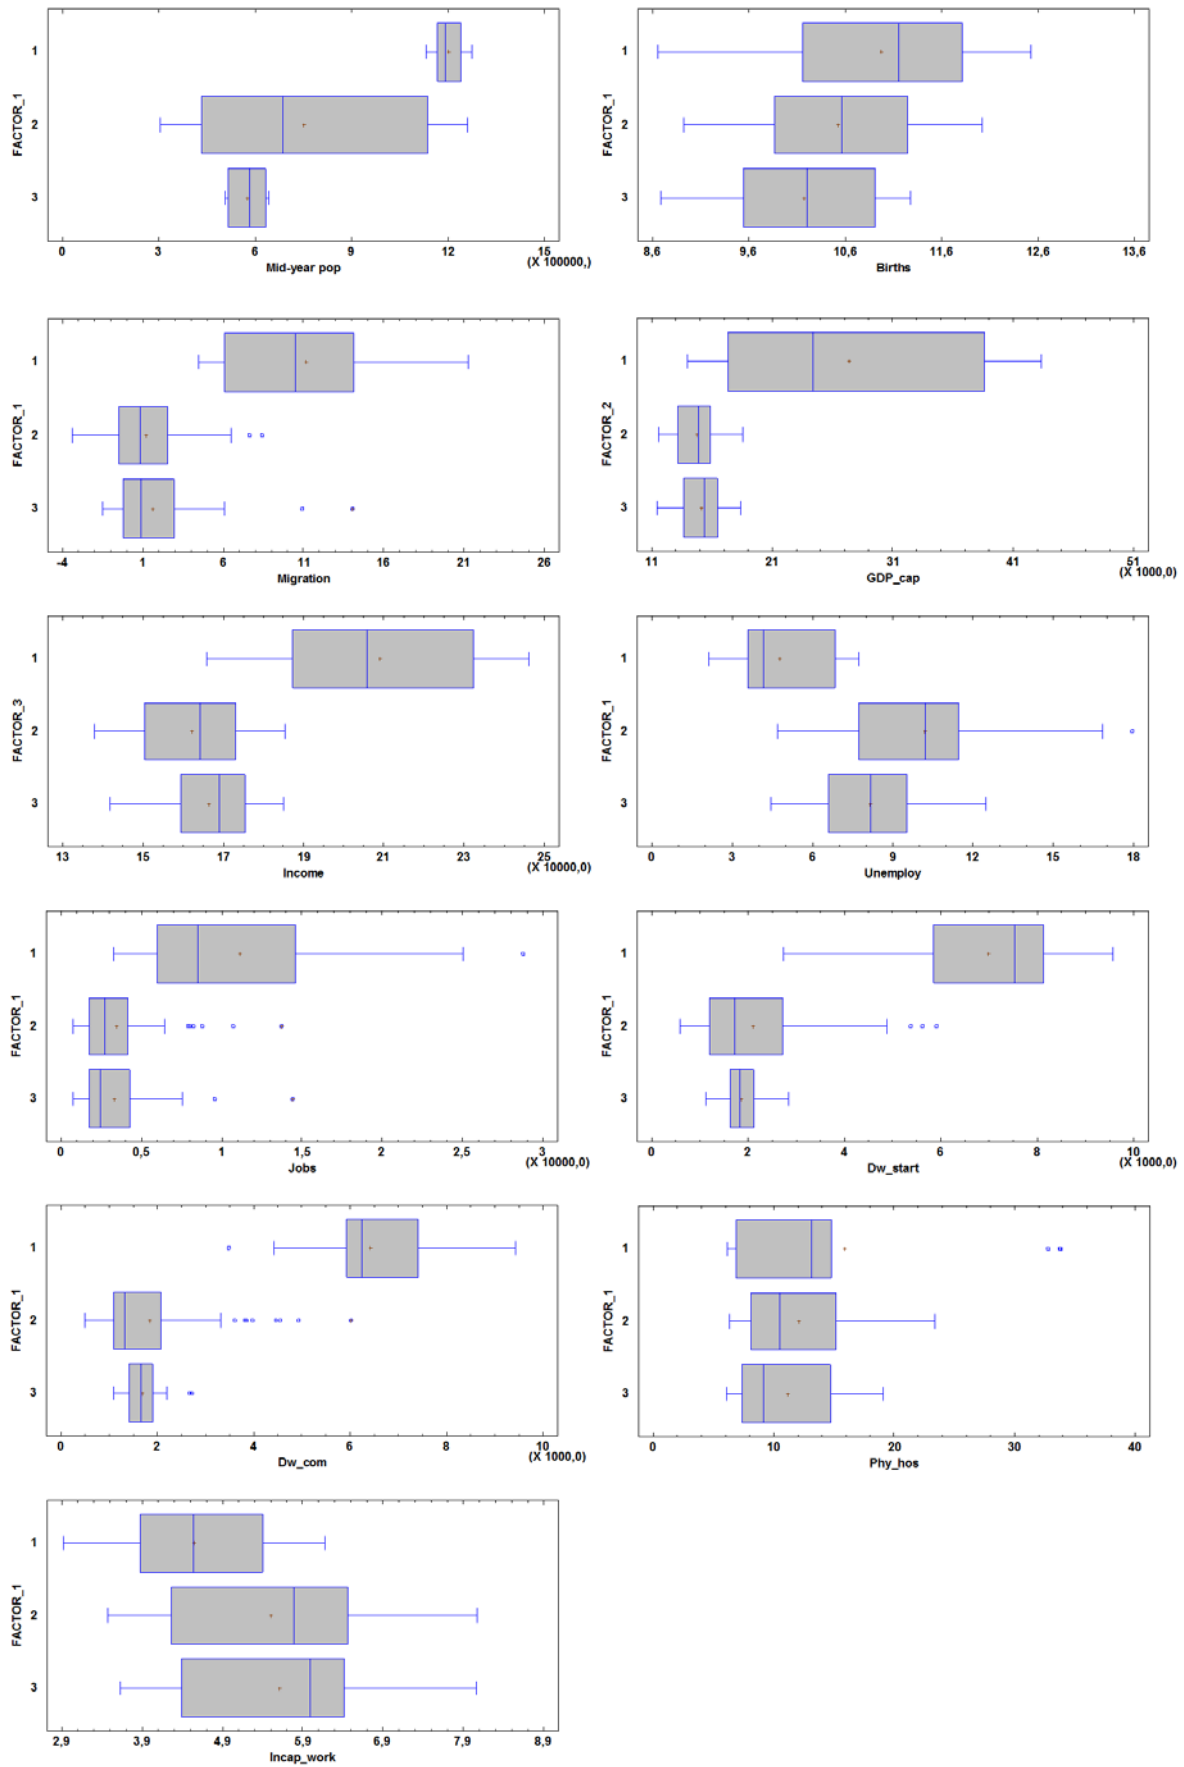 FACTOR_1
1
2
3
0 3 6 9 12 15
Mid-year pop
(X 100000,)
FACTOR_1
1
2
3
8,6 9,6 10,6 11,6 12,6 13,6
Births
FACTOR_1
1
2
3
-4 1 6 11 16 21 26
Migration
FACTOR_2
1
2
3
11 21 31 41 51
GDP_cap
(X 1000,0)
FACTOR_3
1
2
3
13 15 17 19 21 23 25
Income
(X 10000,0)
FACTOR_1
1
2
3
0 3 6 9 12 15 18
Unemploy
FACTOR_1
1
2
3
0 0,5 1 1,5 2 2,5 3
Jobs
(X 10000,0)
FACTOR_1
1
2
3
0 2 4 6 8 10
Dw_start
(X 1000,0)
FACTOR_1
1
2
3
0 2 4 6 8 10
Dw_com
(X 1000,0)
FACTOR_1
1
2
3
0 10 20 30 40
Phy_hos
FACTOR_1
1
2
3
2,9 3,9 4,9 5,9 6,9 7,9 8,9
Incap_work